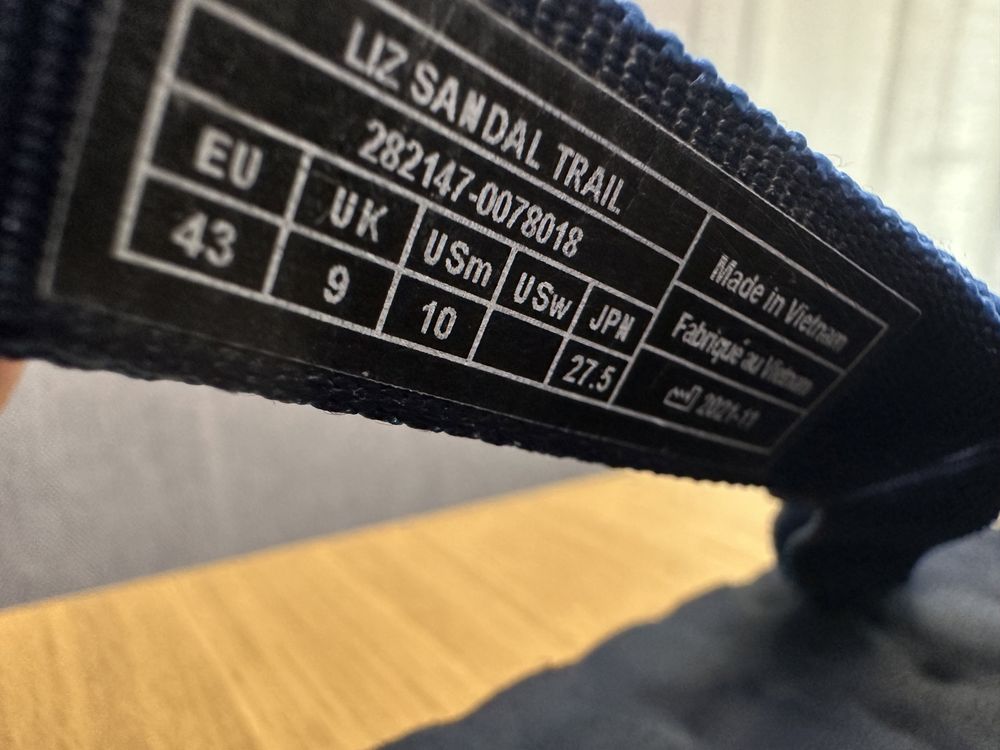 LIZ SANDAL TRAIL
282147-0078018
EU UK USm USw JPN
43 9 10 27.5
Made in Vietnam
Fabriqué au Vietnam
2021-11